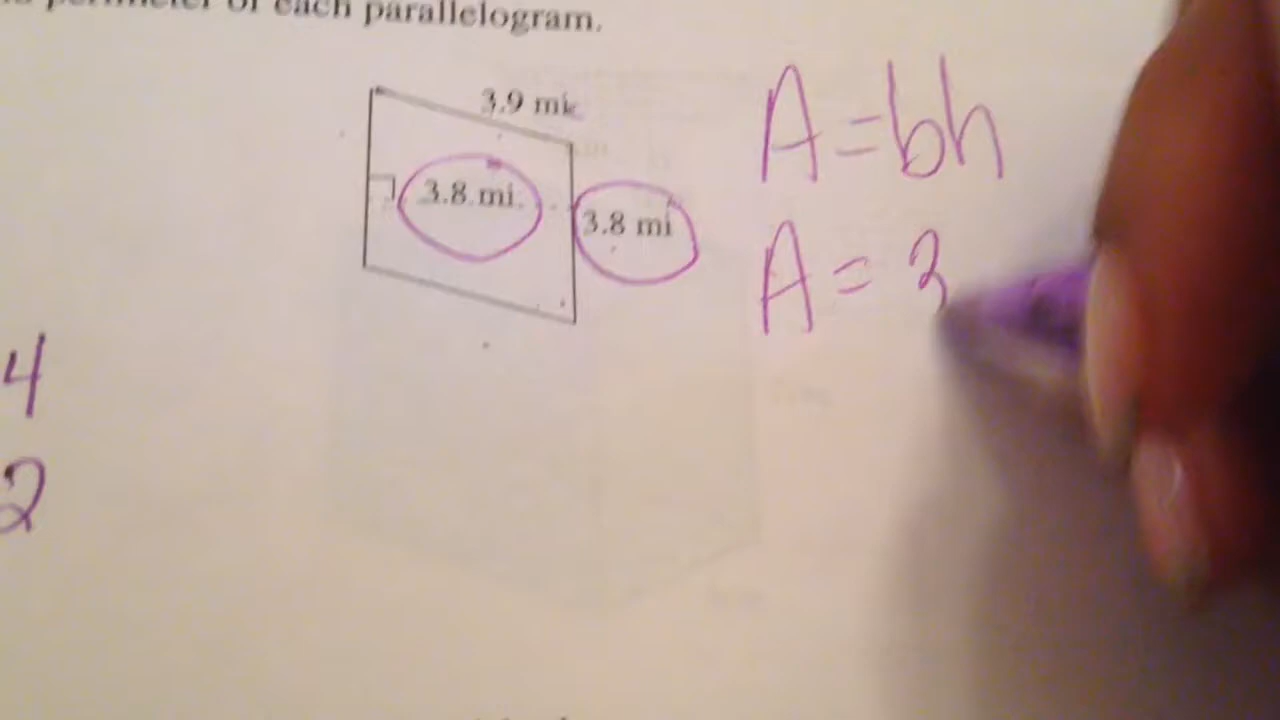 perimeter of each parallelogram.
3.9 mi
3.8 mi
3.8 mi
A = bh
A = 3
4
2